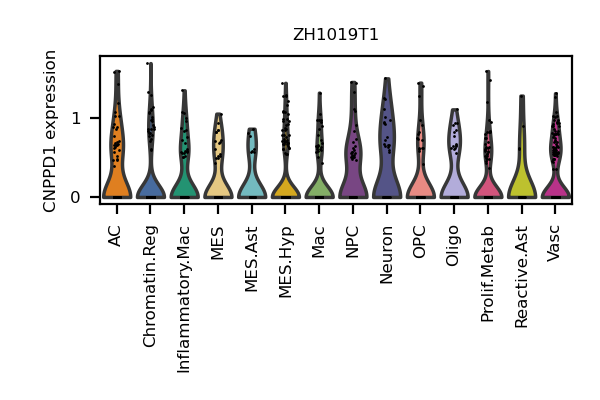 ZH1019T1
CNPPD1 expression
1
0
AC
Chromatin.Reg
Inflammatory.Mac
MES
MES.Ast
MES.Hyp
Mac
NPC
Neuron
OPC
Oligo
Prolif.Metab
Reactive.Ast
Vasc